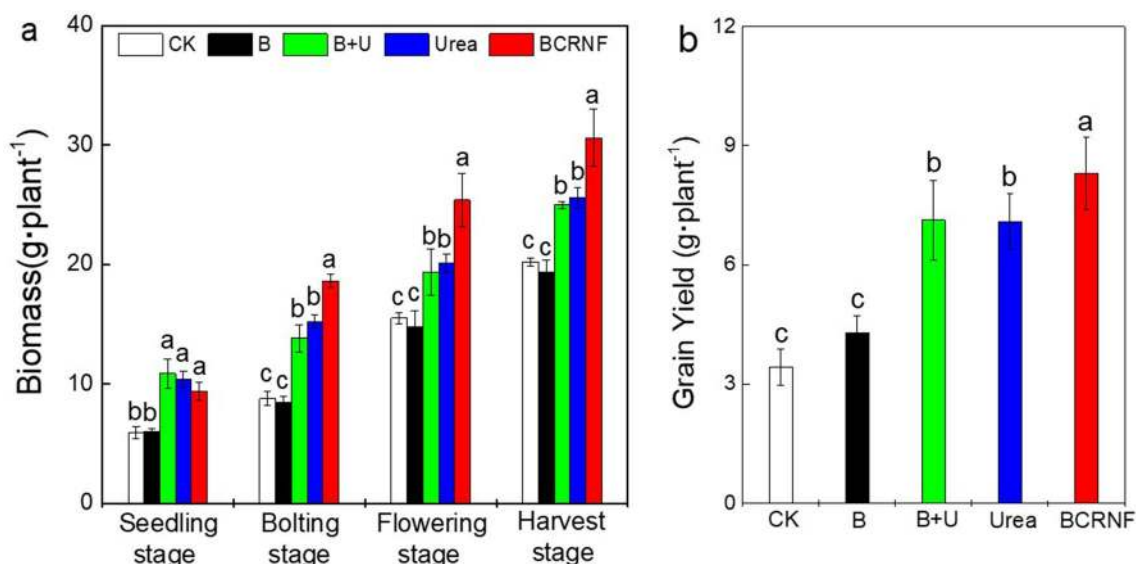 a
40
30
20
10
0
Biomass(g·plant⁻¹)
CK B B+U Urea BCRNF
b b a a a
c c b b a
c c b b a
c c b b a
Seedling stage
Bolting stage
Flowering stage
Harvest stage
b
12
9
6
3
0
Grain Yield (g·plant⁻¹)
c c b b a
CK B B+U Urea BCRNF